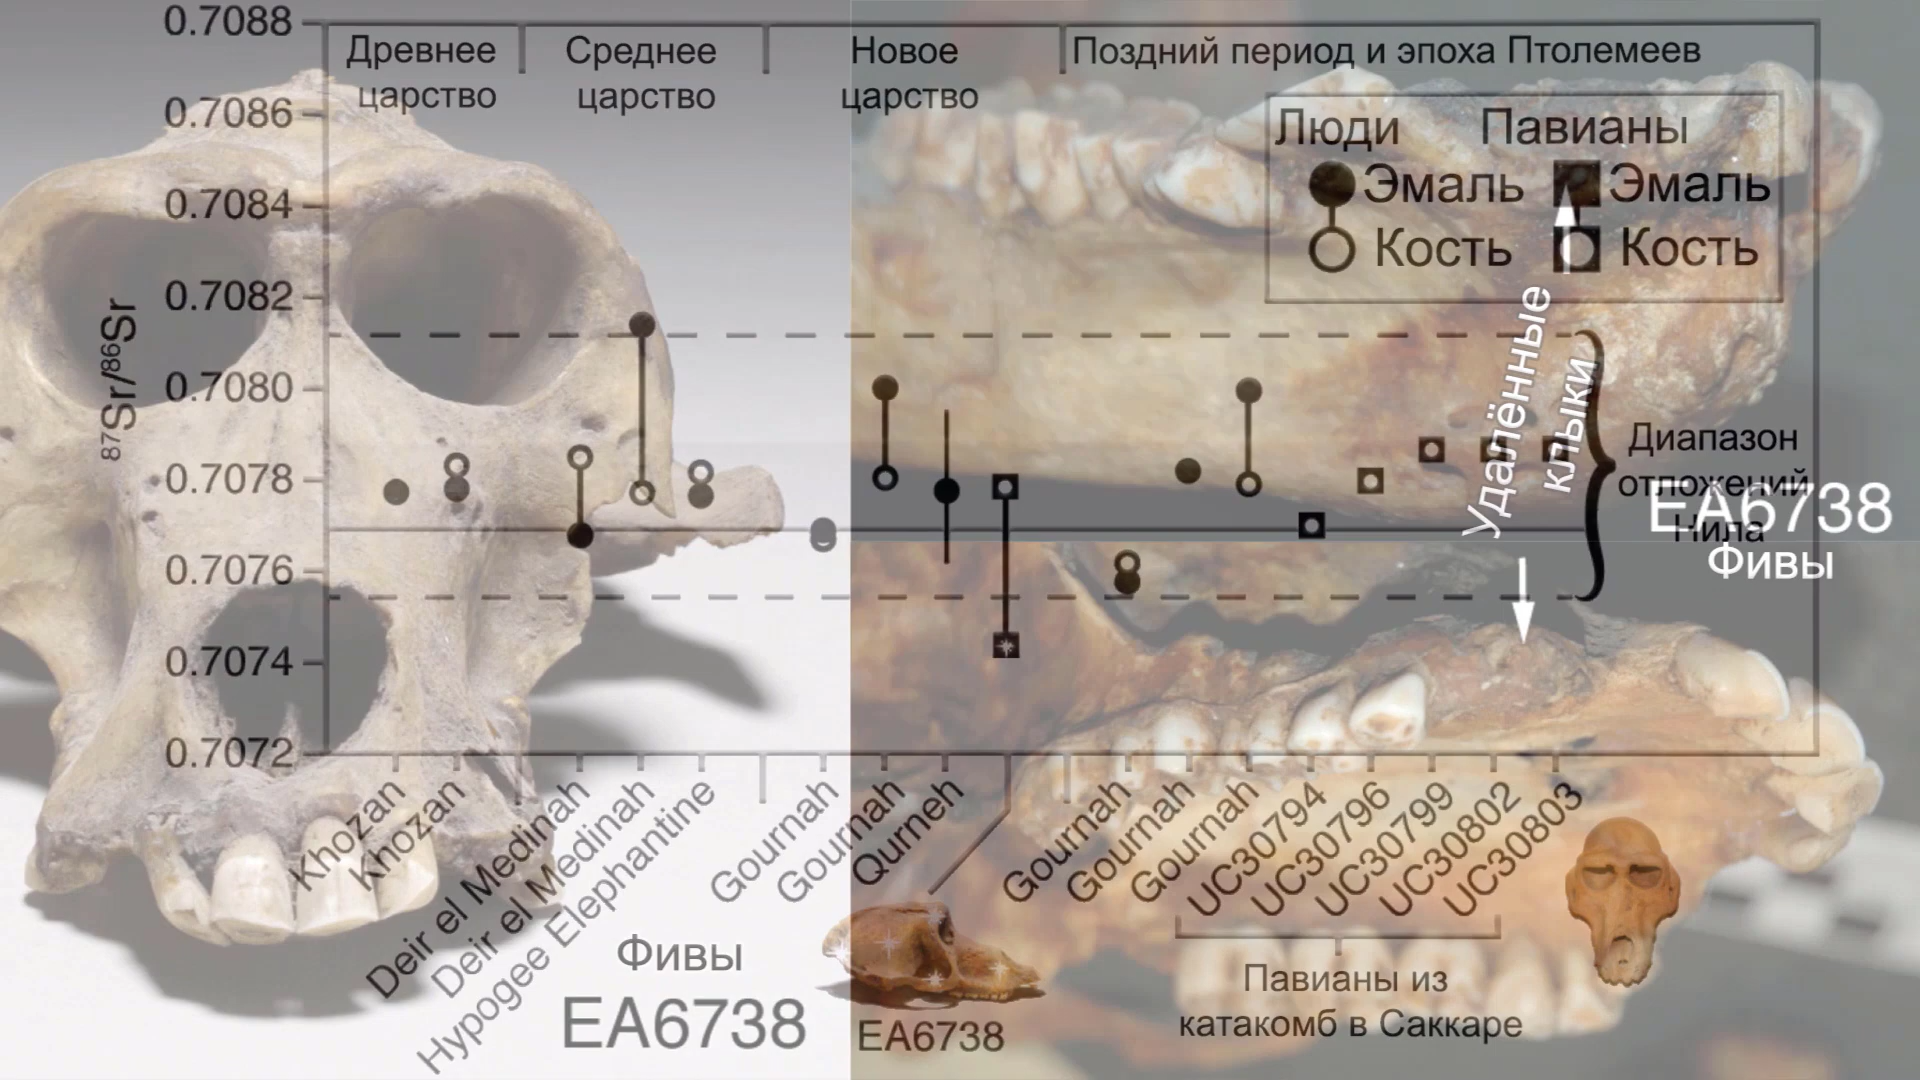 0.7088
0.7086
0.7084
0.7082
0.7080
0.7078
0.7076
0.7074
0.7072
87Sr/86Sr
Древнее
царство
Среднее
царство
Новое
царство
Поздний период и эпоха Птолемеев
Люди Павианы
Эмаль Эмаль
Кость Кость
Удалённые
клыки
Диапазон
отложений
Нила
EA6738
Фивы
Khozan
Khozan
Deir el Medinah
Deir el Medinah
Hypogee Elephantine
Gournah
Gournah
Qurneh
Gournah
Gournah
Gournah
UC30794
UC30796
UC30799
UC30802
UC30803
Фивы
EA6738
EA6738
Павианы из
катакомб в Саккаре